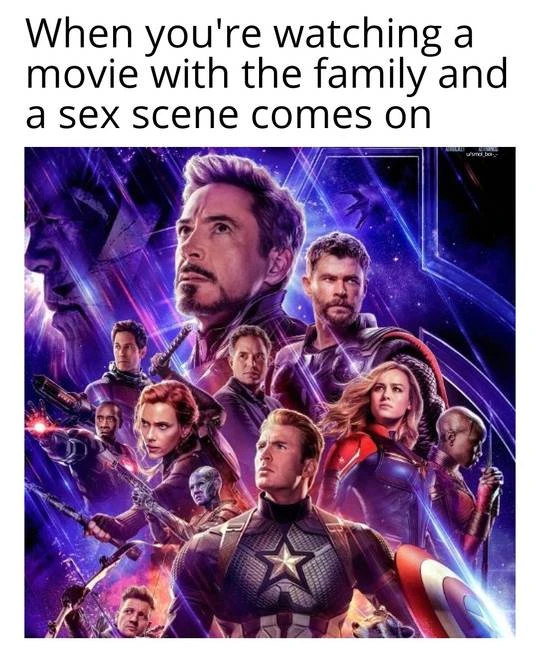 When you're watching a
movie with the family and
a sex scene comes on